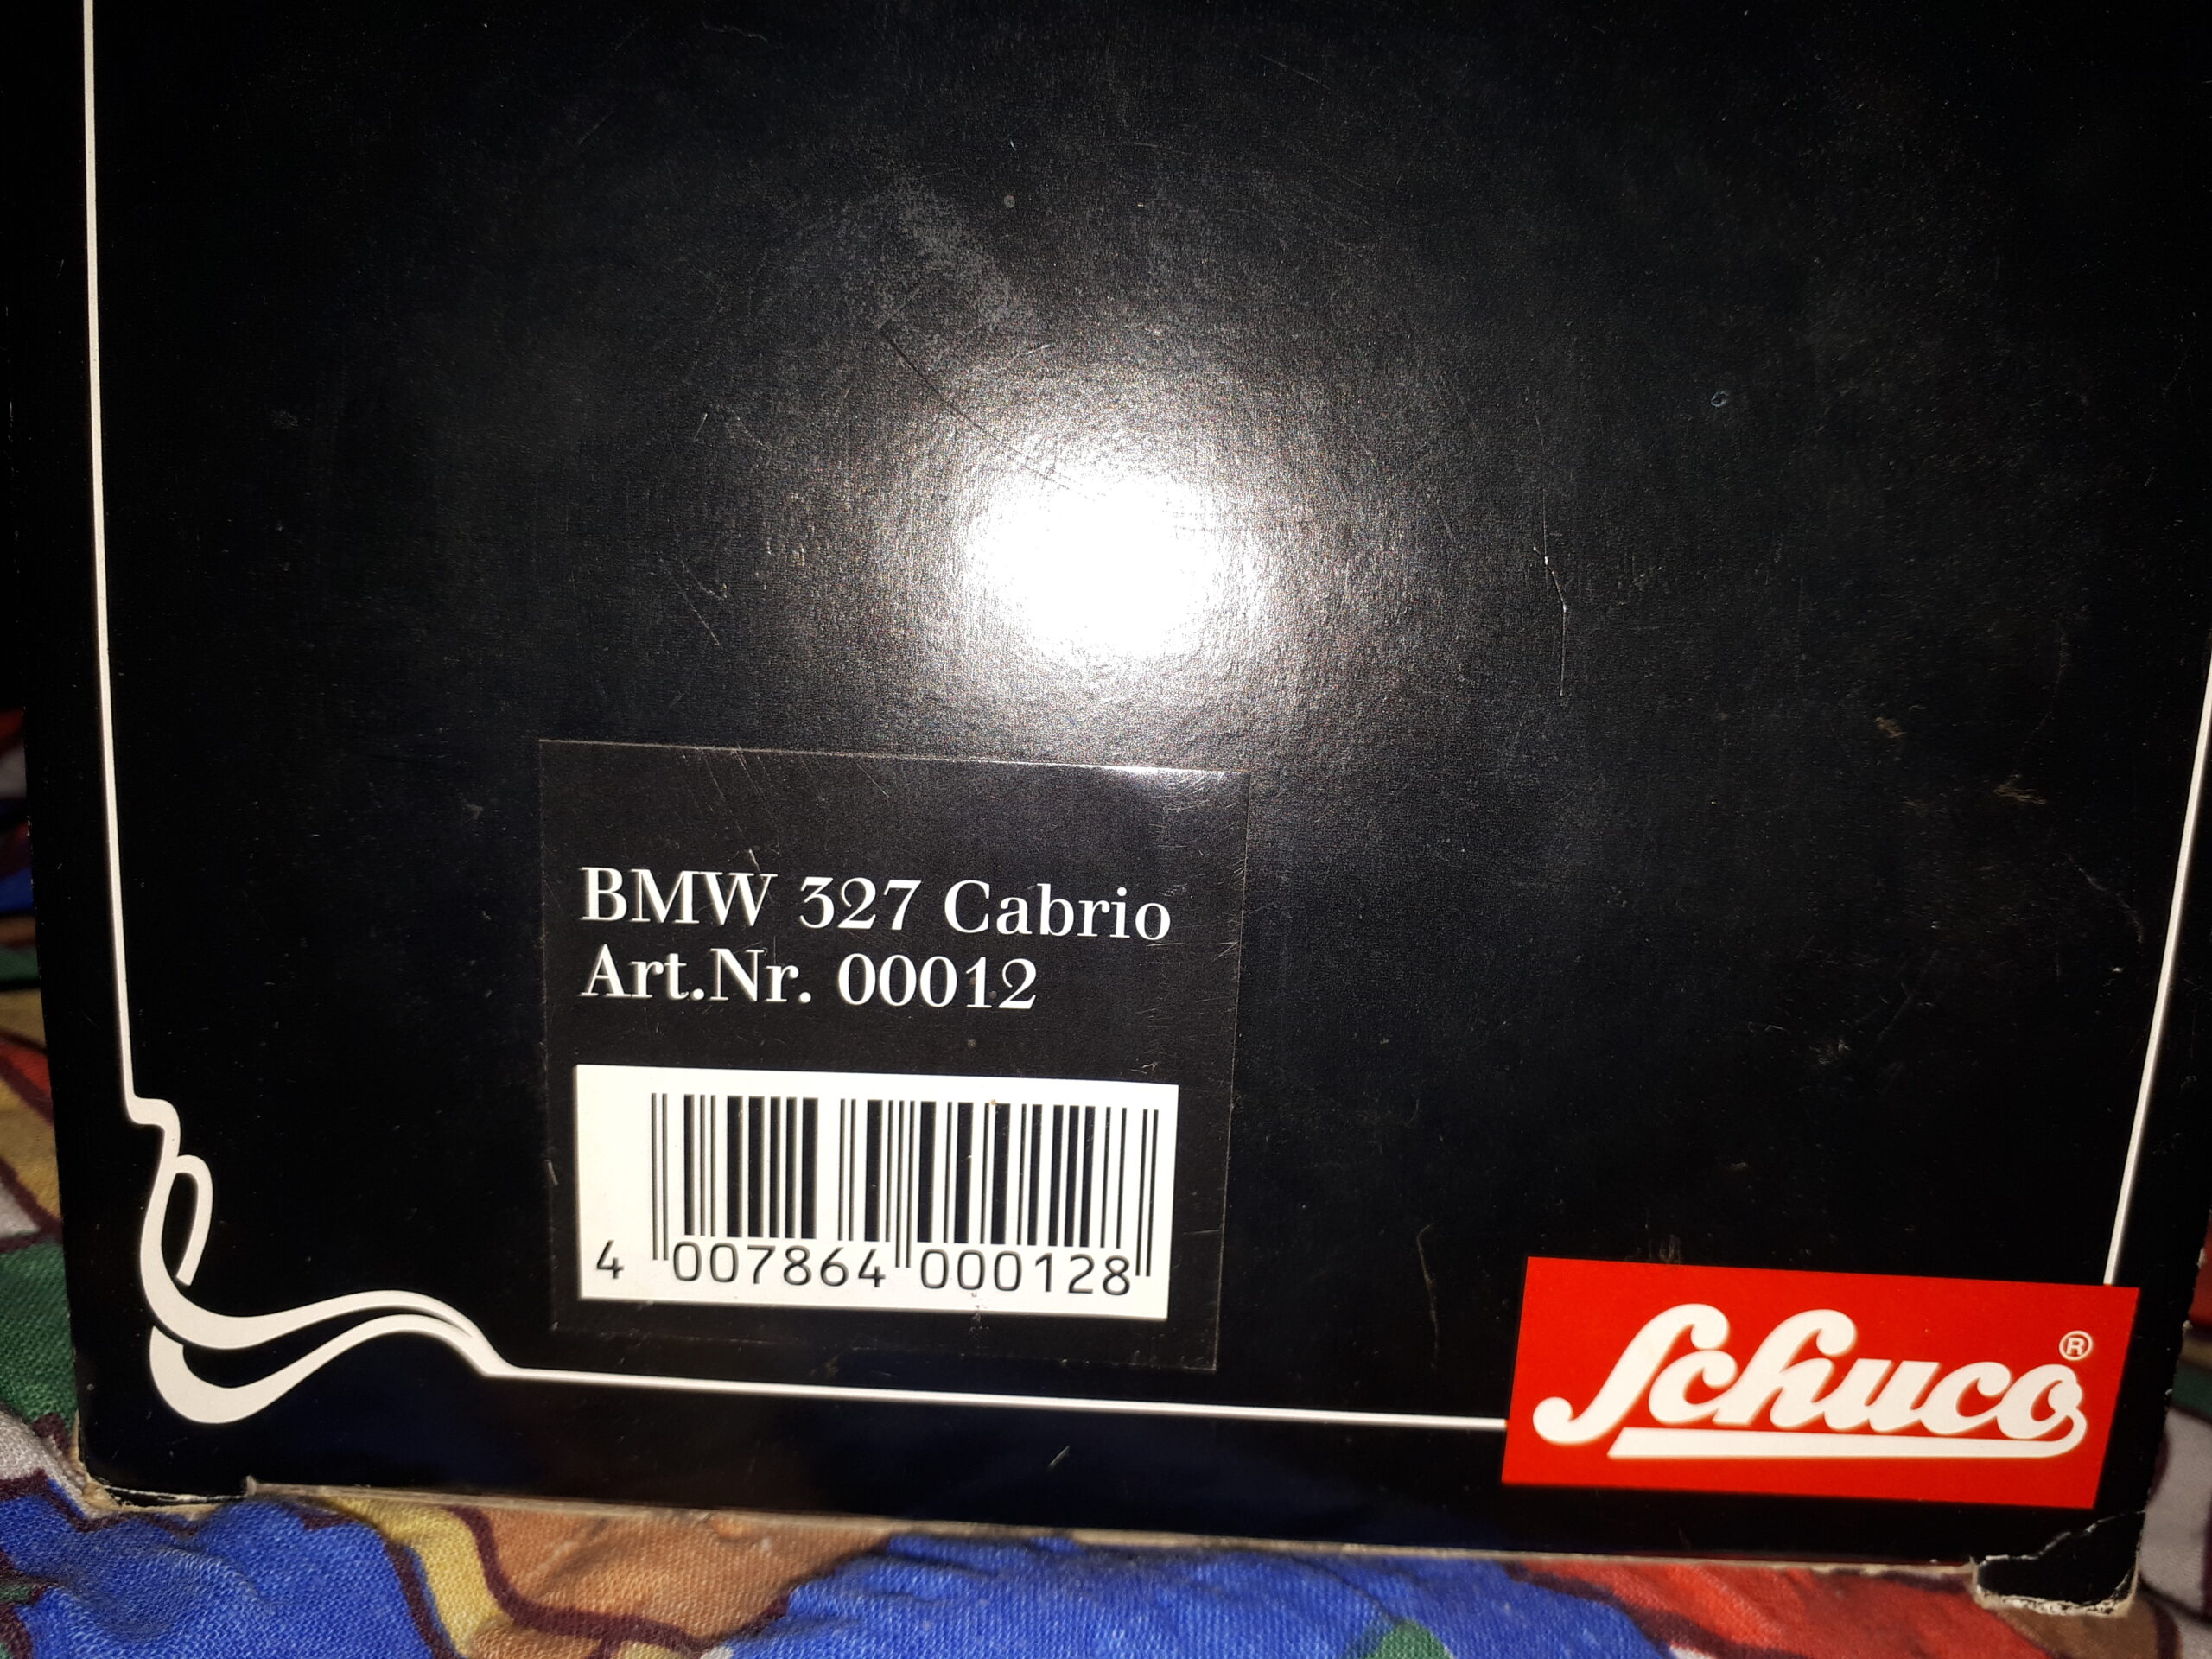 BMW 327 Cabrio
Art.Nr. 00012
4 007864 000128
Schuco®